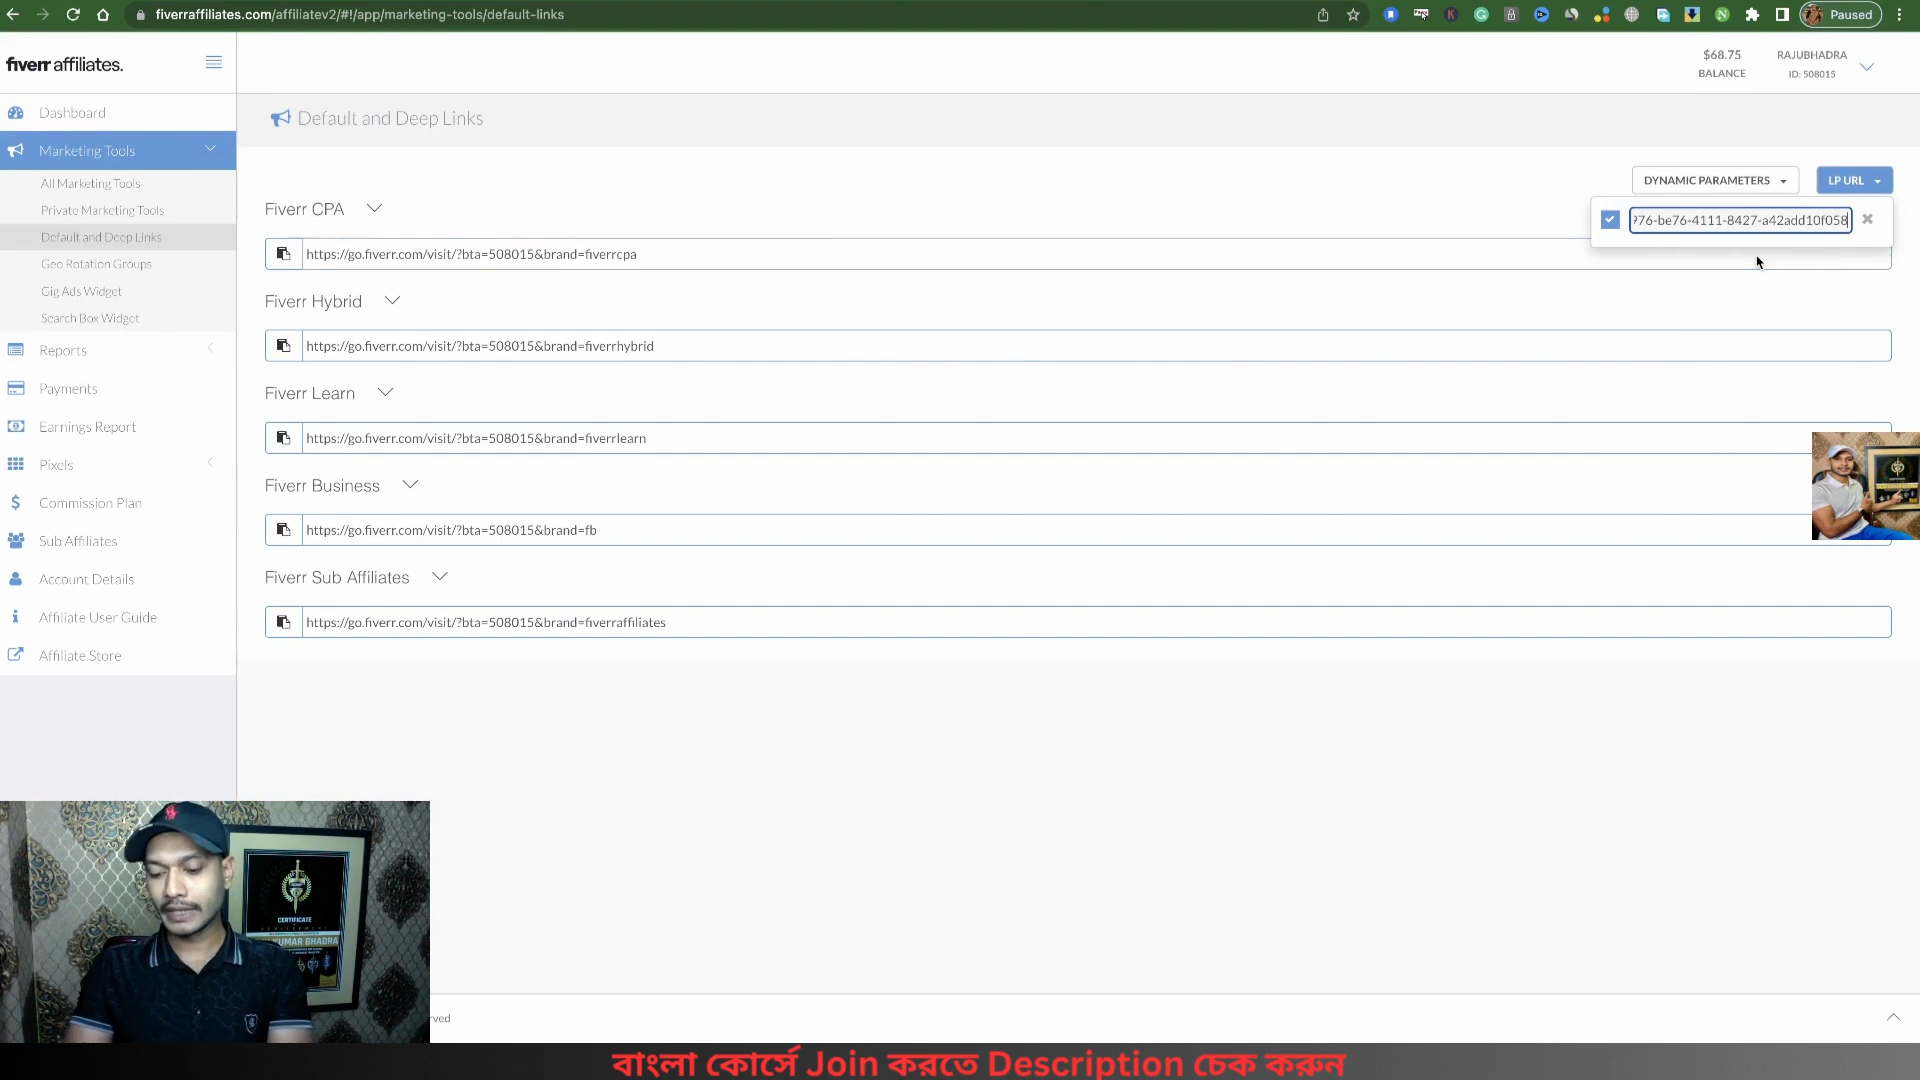 fiverraffiliates.com/affiliatev2/#!/app/marketing-tools/default-links
Paused
fiverr affiliates.
$68.75
BALANCE
RAJUBHADRA
ID: 508015
Dashboard
Marketing Tools
All Marketing Tools
Private Marketing Tools
Default and Deep Links
Geo Rotation Groups
Gig Ads Widget
Search Box Widget
Reports
Payments
Earnings Report
Pixels
Commission Plan
Sub Affiliates
Account Details
Affiliate User Guide
Affiliate Store
Default and Deep Links
DYNAMIC PARAMETERS
LP URL
976-be76-4111-8427-a42add10f058
Fiverr CPA
https://go.fiverr.com/visit/?bta=508015&brand=fiverrcpa
Fiverr Hybrid
https://go.fiverr.com/visit/?bta=508015&brand=fiverrhybrid
Fiverr Learn
https://go.fiverr.com/visit/?bta=508015&brand=fiverrlearn
Fiverr Business
https://go.fiverr.com/visit/?bta=508015&brand=fb
Fiverr Sub Affiliates
https://go.fiverr.com/visit/?bta=508015&brand=fiverraffiliates
CERTIFICATE
KUMAR BHADRA
rved
বাংলা কোর্সে Join করতে Description চেক করুন